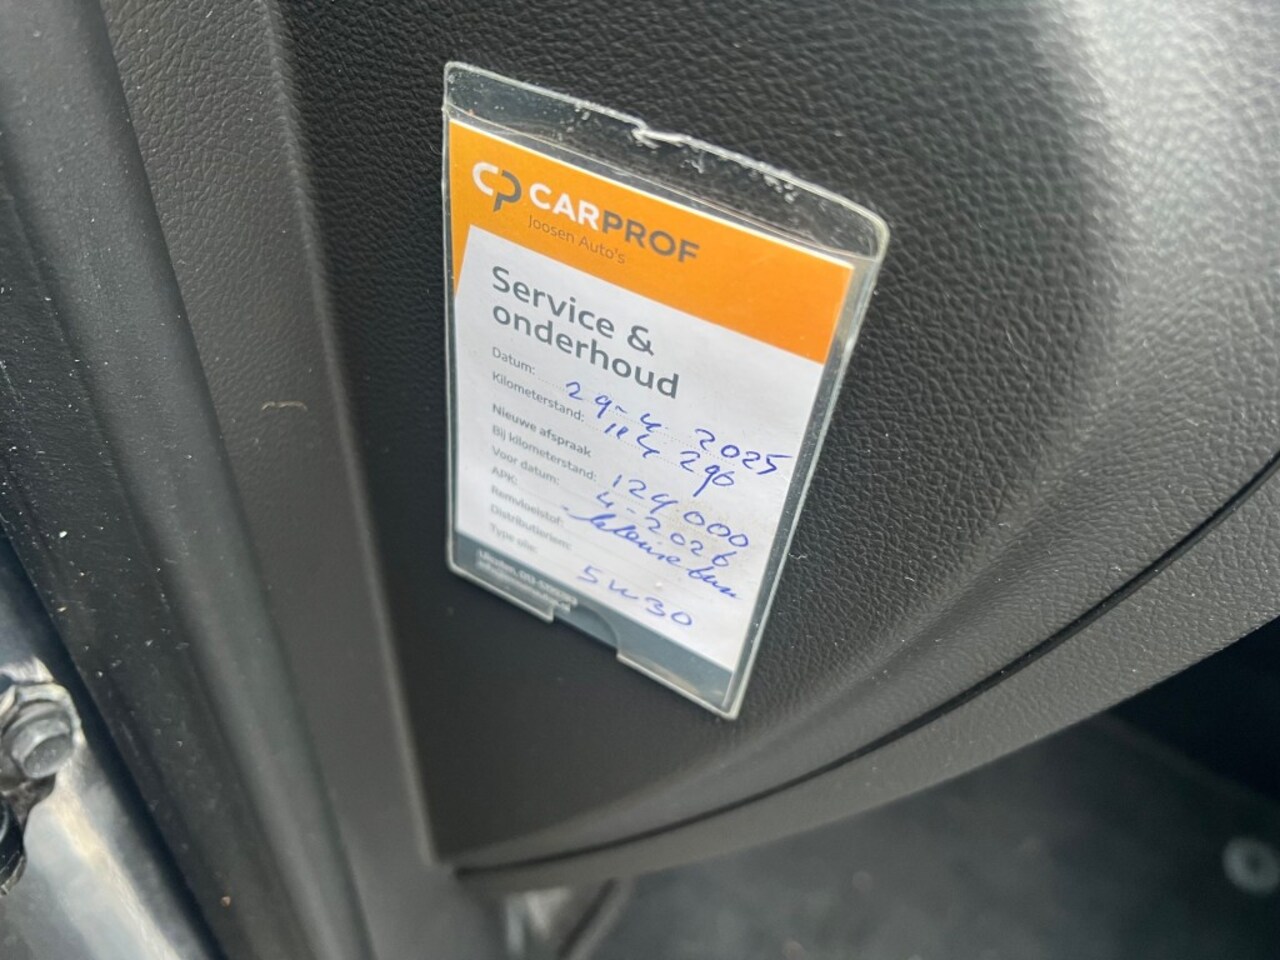 CP CARPROF
Joosen Auto's
Service &
onderhoud
Datum: 29-4 2025
Kilometerstand: 114 290
Nieuwe afspraak
Bij kilometerstand: 124 000
Voor datum: 4-2026
APK:
Remvloeistof:
Distributieriem:
Type olie: 5W30